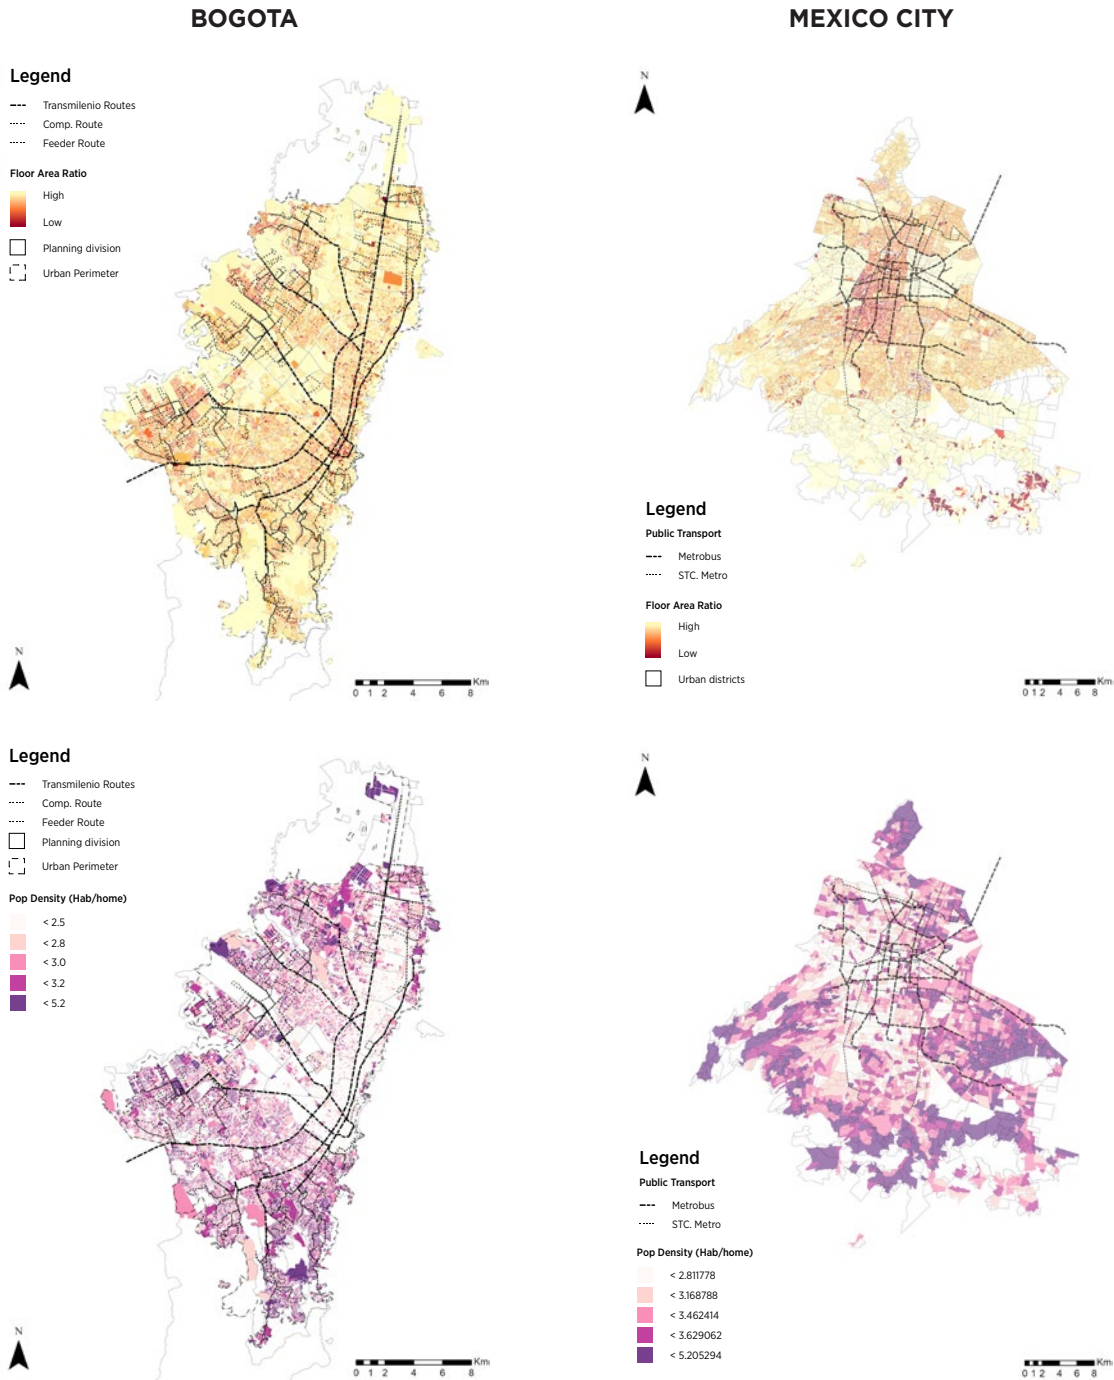 BOGOTA
MEXICO CITY
Legend
Transmilenio Routes
Comp. Route
Feeder Route
Floor Area Ratio
High
Low
Planning division
Urban Perimeter
N
0 1 2 4 6 8 Km
N
Legend
Public Transport
Metrobus
STC. Metro
Floor Area Ratio
High
Low
Urban districts
0 1 2 4 6 8 Km
Legend
Transmilenio Routes
Comp. Route
Feeder Route
Planning division
Urban Perimeter
Pop Density (Hab/home)
< 2.5
< 2.8
< 3.0
< 3.2
< 5.2
N
0 1 2 4 6 8 Km
N
Legend
Public Transport
Metrobus
STC. Metro
Pop Density (Hab/home)
< 2.811778
< 3.168788
< 3.462414
< 3.629062
< 5.205294
0 1 2 4 6 8 Km